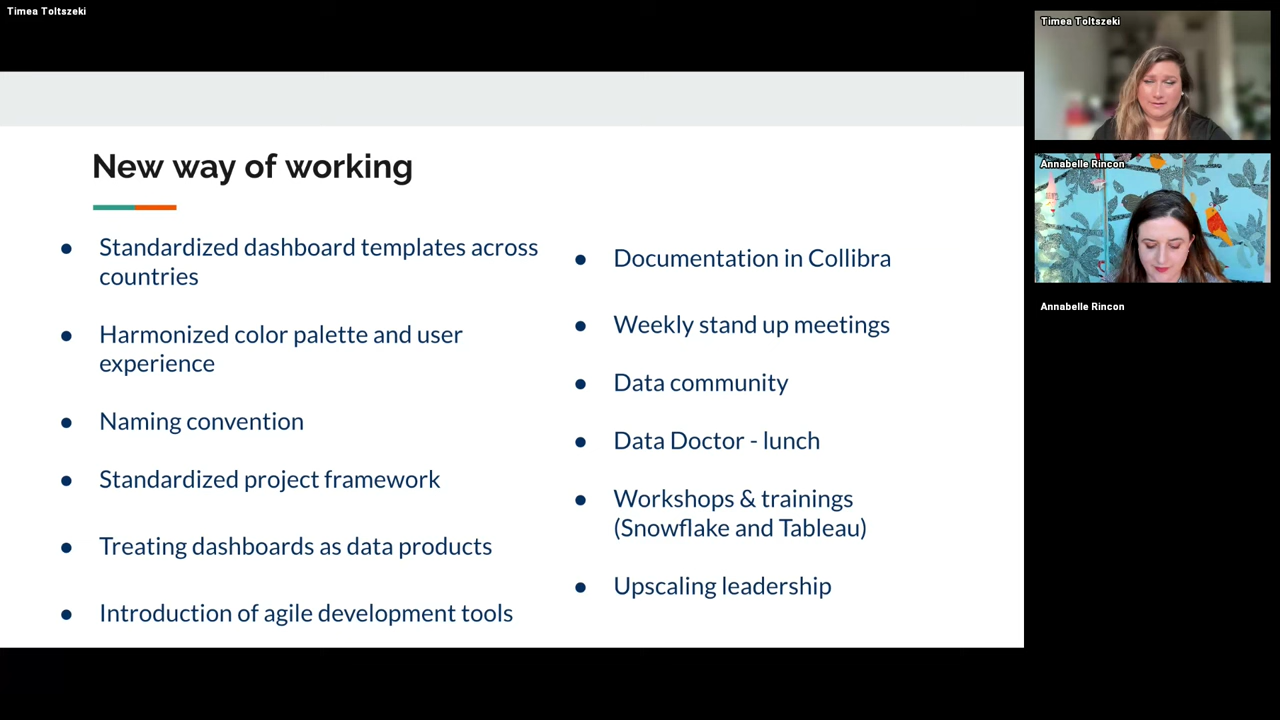 Timea Toltszeki
New way of working
Standardized dashboard templates across
countries
Harmonized color palette and user
experience
Naming convention
Standardized project framework
Treating dashboards as data products
Introduction of agile development tools
Documentation in Collibra
Weekly stand up meetings
Data community
Data Doctor - lunch
Workshops & trainings
(Snowflake and Tableau)
Upscaling leadership
Timea Toltszeki
Annabelle Rincon
Annabelle Rincon